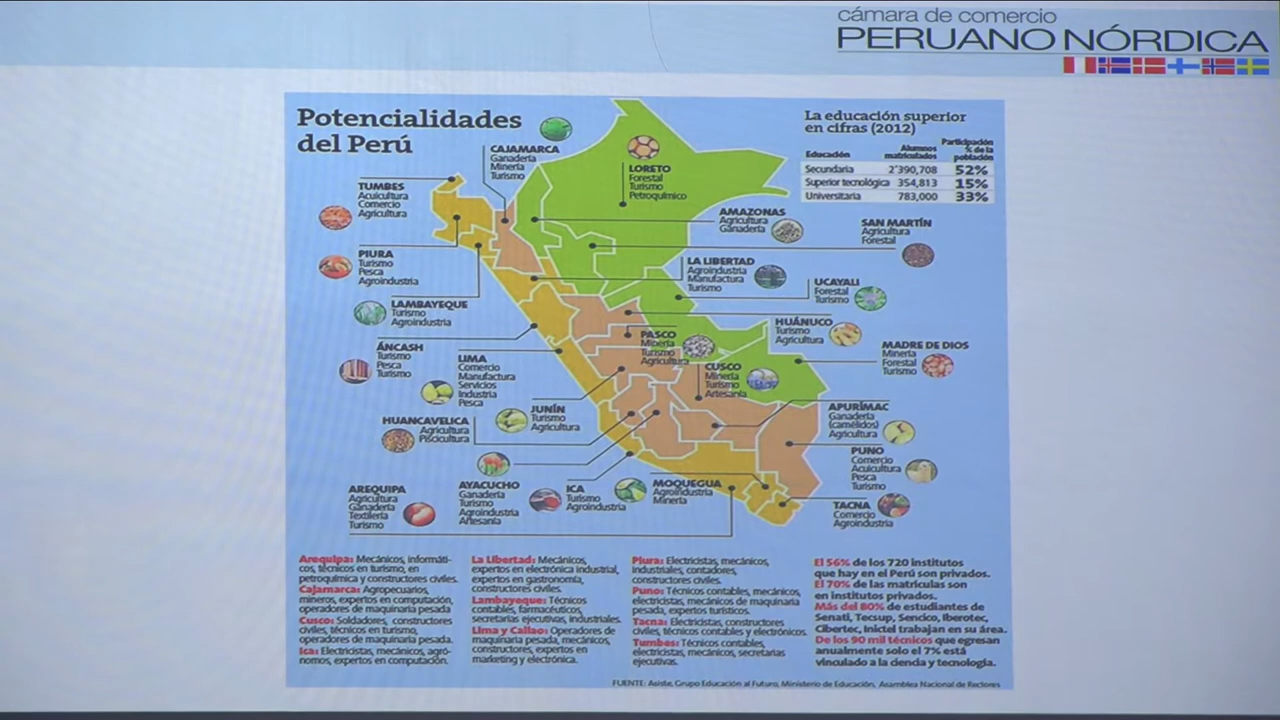 cámara de comercio
PERUANO NÓRDICA
Potencialidades
del Perú
La educación superior
en cifras (2012)
Educación
Alumnos
matriculados
Participación
% de la
población
Secundaria 2'390,708 52%
Superior tecnológica 354,813 15%
Universitaria 783,000 33%
CAJAMARCA
Ganadería
Minería
Turismo
LORETO
Forestal
Turismo
Petroquímico
TUMBES
Acuicultura
Comercio
Agricultura
AMAZONAS
Agricultura
Ganadería
SAN MARTÍN
Agricultura
Forestal
PIURA
Turismo
Pesca
Agroindustria
LA LIBERTAD
Agroindustria
Manufactura
Turismo
UCAYALI
Forestal
Turismo
LAMBAYEQUE
Turismo
Agroindustria
HUÁNUCO
Turismo
Agricultura
PASCO
Minería
Turismo
Agricultura
MADRE DE DIOS
Minería
Forestal
Turismo
ÁNCASH
Turismo
Pesca
Turismo
LIMA
Comercio
Manufactura
Servicios
Industria
Pesca
CUSCO
Minería
Turismo
Artesanía
JUNÍN
Turismo
Agricultura
APURÍMAC
Ganadería
(camélidos)
Agricultura
HUANCAVELICA
Agricultura
Piscicultura
PUNO
Comercio
Acuicultura
Pesca
Turismo
AREQUIPA
Agricultura
Ganadería
Textilería
Turismo
AYACUCHO
Ganadería
Turismo
Agroindustria
Artesanía
ICA
Turismo
Agroindustria
MOQUEGUA
Agroindustria
Minería
TACNA
Comercio
Agroindustria
Arequipa: Mecánicos, informáti-
cos, técnicos en turismo, en
petroquímica y constructores civiles.
Cajamarca: Agropecuarios,
mineros, expertos en computación,
operadores de maquinaria pesada
Cusco: Soldadores, constructores
civiles, técnicos en turismo,
operadores de maquinaria pesada.
Ica: Electricistas, mecánicos, agró-
nomos, expertos en computación.
La Libertad: Mecánicos,
expertos en electrónica industrial,
expertos en gastronomía,
constructores civiles.
Lambayeque: Técnicos
contables, farmacéuticos,
secretarias ejecutivas, industriales.
Lima y Callao: Operadores de
maquinaria pesada, mecánicos,
constructores, expertos en
marketing y electrónica.
Piura: Electricistas, mecánicos,
industriales, contadores,
constructores civiles.
Puno: Técnicos contables, mecánicos,
electricistas, mecánicos de maquinaria
pesada, expertos turísticos.
Tacna: Electricistas, constructores
civiles, técnicos contables y electrónicos.
Tumbes: Técnicos contables,
electricistas, mecánicos, secretarias
ejecutivas.
El 56% de los 720 institutos
que hay en el Perú son privados.
El 70% de las matrículas son
en institutos privados.
Más del 80% de estudiantes de
Senati, Tecsup, Sencico, Iberotec,
Cibertec, Inictel trabajan en su área.
De los 90 mil técnicos que egresan
anualmente solo el 7% está
vinculado a la ciencia y tecnología.
FUENTE: Asiste, Grupo Educación al Futuro, Ministerio de Educación, Asamblea Nacional de Rectores